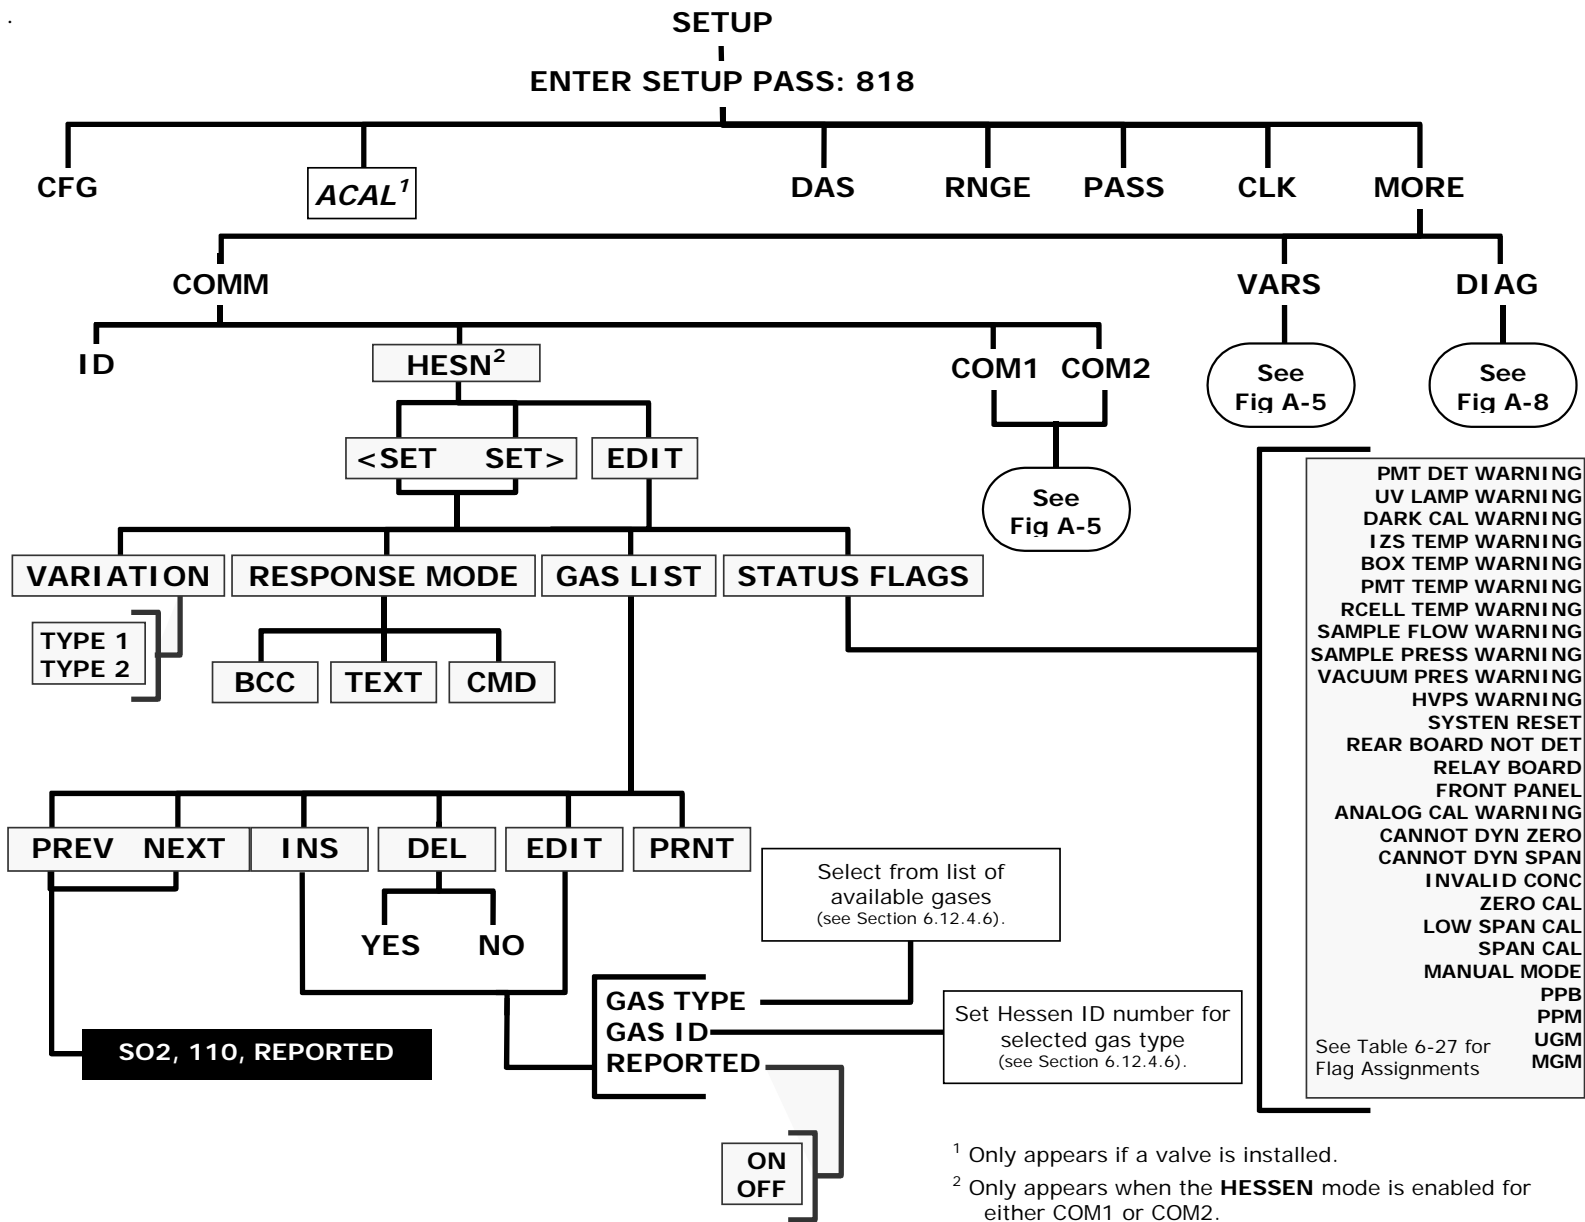 .
SETUP
ENTER SETUP PASS: 818
CFG
ACAL¹
DAS
RNGE
PASS
CLK
MORE
COMM
VARS
DIAG
ID
HESN²
COM1
COM2
See
Fig A-5
See
Fig A-8
<SET SET>
EDIT
See
Fig A-5
VARIATION
RESPONSE MODE
GAS LIST
STATUS FLAGS
TYPE 1
TYPE 2
BCC
TEXT
CMD
PMT DET WARNING
UV LAMP WARNING
DARK CAL WARNING
IZS TEMP WARNING
BOX TEMP WARNING
PMT TEMP WARNING
RCELL TEMP WARNING
SAMPLE FLOW WARNING
SAMPLE PRESS WARNING
VACUUM PRES WARNING
HVPS WARNING
SYSTEN RESET
REAR BOARD NOT DET
RELAY BOARD
FRONT PANEL
ANALOG CAL WARNING
CANNOT DYN ZERO
CANNOT DYN SPAN
INVALID CONC
ZERO CAL
LOW SPAN CAL
SPAN CAL
MANUAL MODE
PPB
PPM
UGM
MGM
See Table 6-27 for
Flag Assignments
PREV NEXT
INS
DEL
EDIT
PRNT
YES
NO
Select from list of
available gases
(see Section 6.12.4.6).
SO2, 110, REPORTED
GAS TYPE
GAS ID
REPORTED
Set Hessen ID number for
selected gas type
(see Section 6.12.4.6).
ON
OFF
¹ Only appears if a valve is installed.
² Only appears when the HESSEN mode is enabled for
either COM1 or COM2.